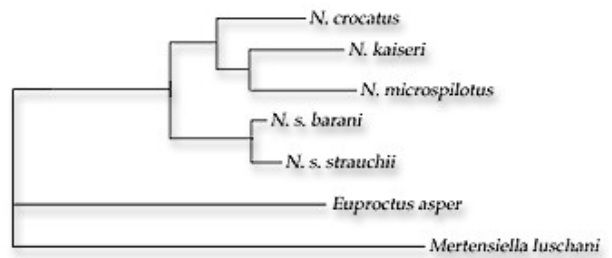 N. crocatus
N. kaiseri
N. microspilotus
N. s. barani
N. s. strauchii
Euproctus asper
Mertensiella luschani